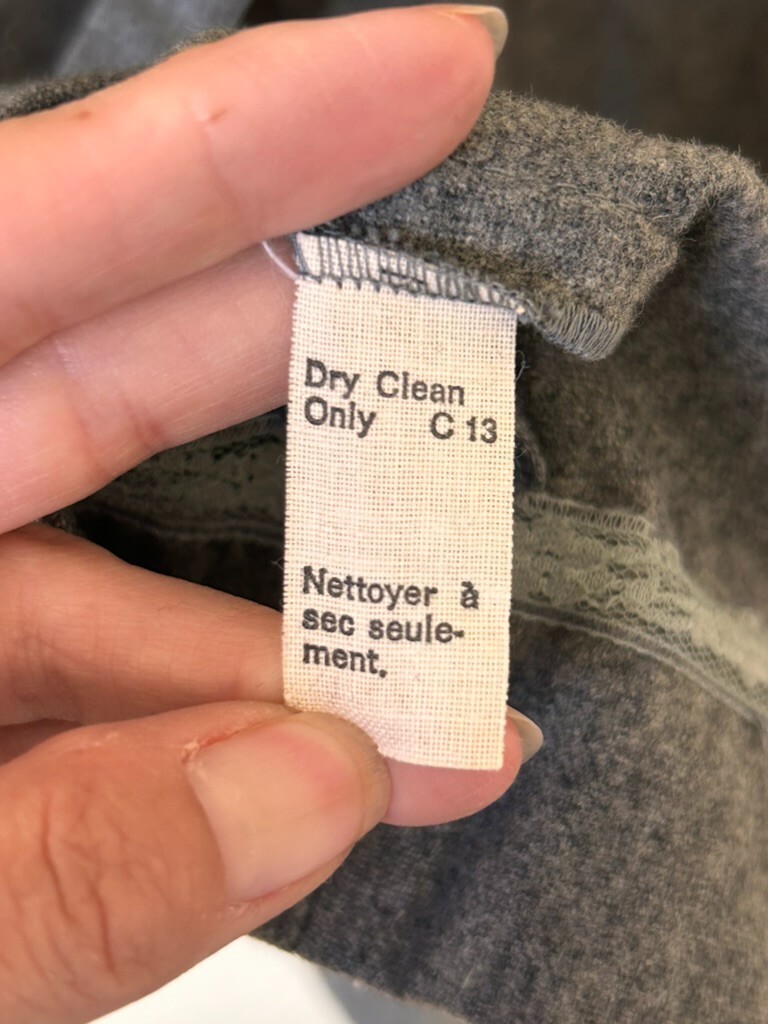 Dry Clean
Only C 13
Nettoyer à
sec seule-
ment.